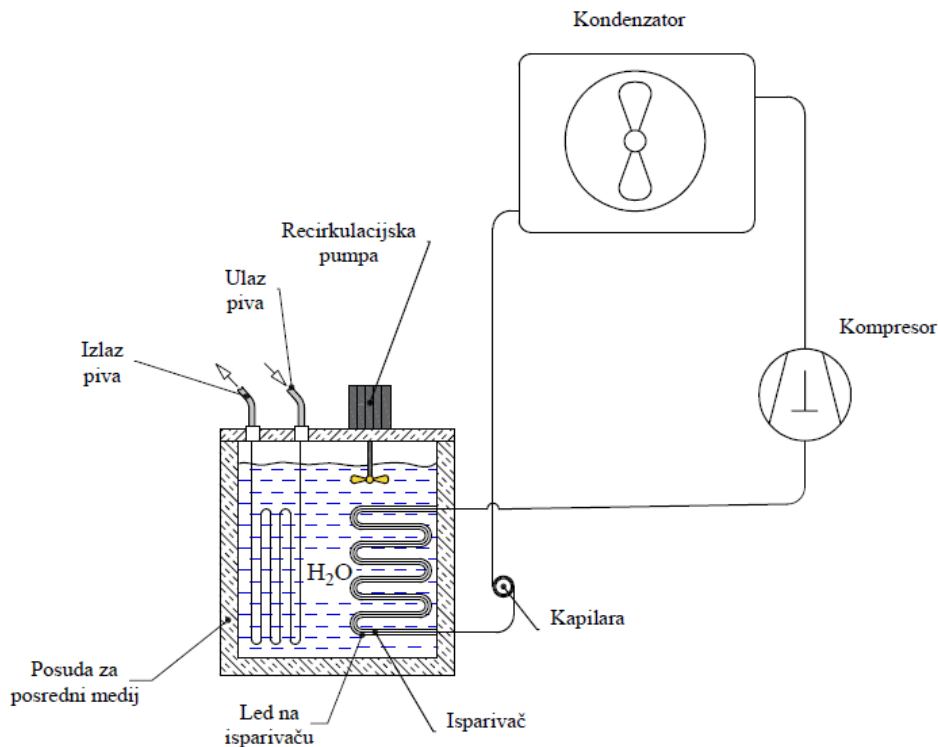 Kondenzator
Recirkulacijska
pumpa
Ulaz
piva
Izlaz
piva
Kompresor
H₂O
Kapilara
Posuda za
posredni medij
Led na
isparivaču
Isparivač